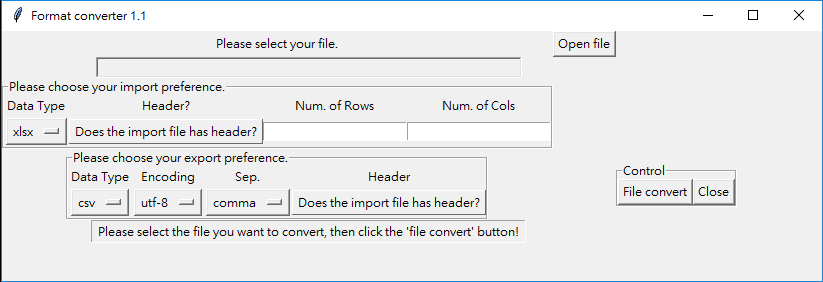 Format converter 1.1
Please select your file. Open file
Please choose your import preference.
Data Type Header? Num. of Rows Num. of Cols
xlsx Does the import file has header?
Please choose your export preference.
Data Type Encoding Sep. Header
csv utf-8 comma Does the import file has header?
Control
File convert Close
Please select the file you want to convert, then click the 'file convert' button!